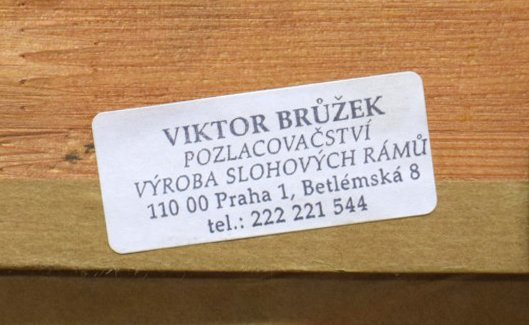 VIKTOR BRŮŽEK
POZLACOVAČSTVÍ
VÝROBA SLOHOVÝCH RÁMŮ
110 00 Praha 1, Betlémská 8
tel.: 222 221 544